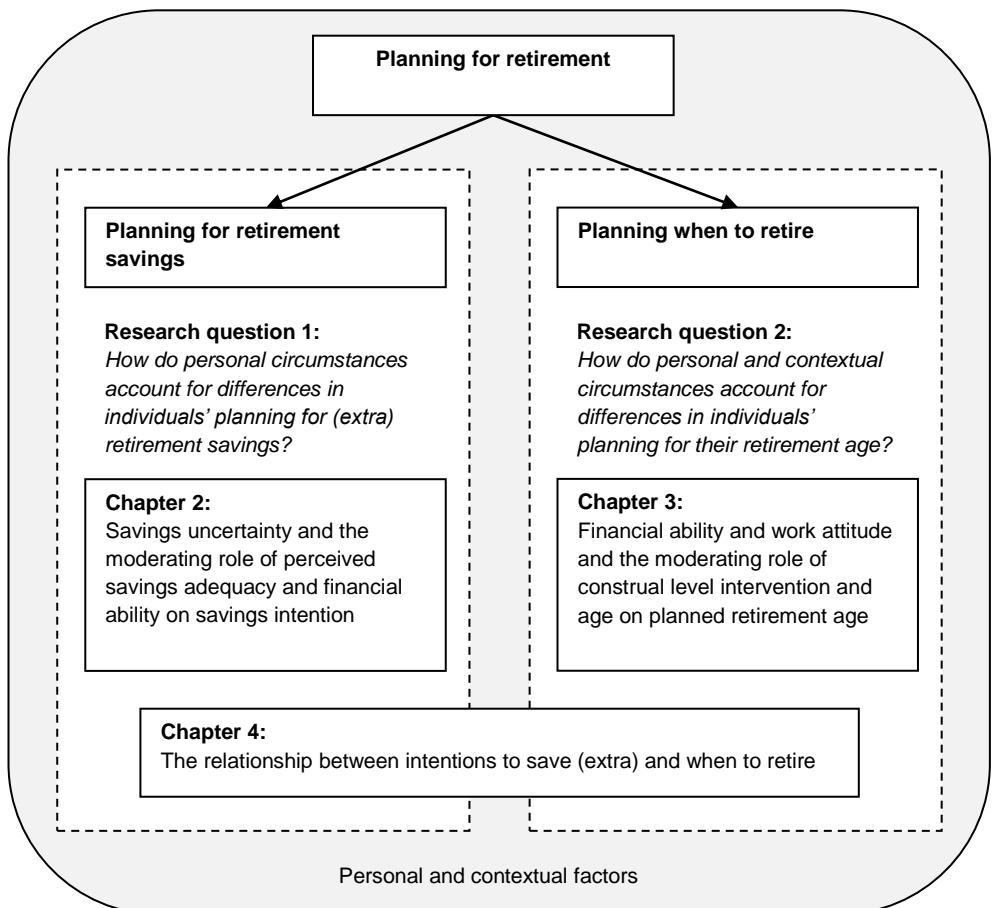 Planning for retirement
Planning for retirement
savings
Research question 1:
How do personal circumstances
account for differences in
individuals’ planning for (extra)
retirement savings?
Chapter 2:
Savings uncertainty and the
moderating role of perceived
savings adequacy and financial
ability on savings intention
Planning when to retire
Research question 2:
How do personal and contextual
circumstances account for
differences in individuals’
planning for their retirement age?
Chapter 3:
Financial ability and work attitude
and the moderating role of
construal level intervention and
age on planned retirement age
Chapter 4:
The relationship between intentions to save (extra) and when to retire
Personal and contextual factors